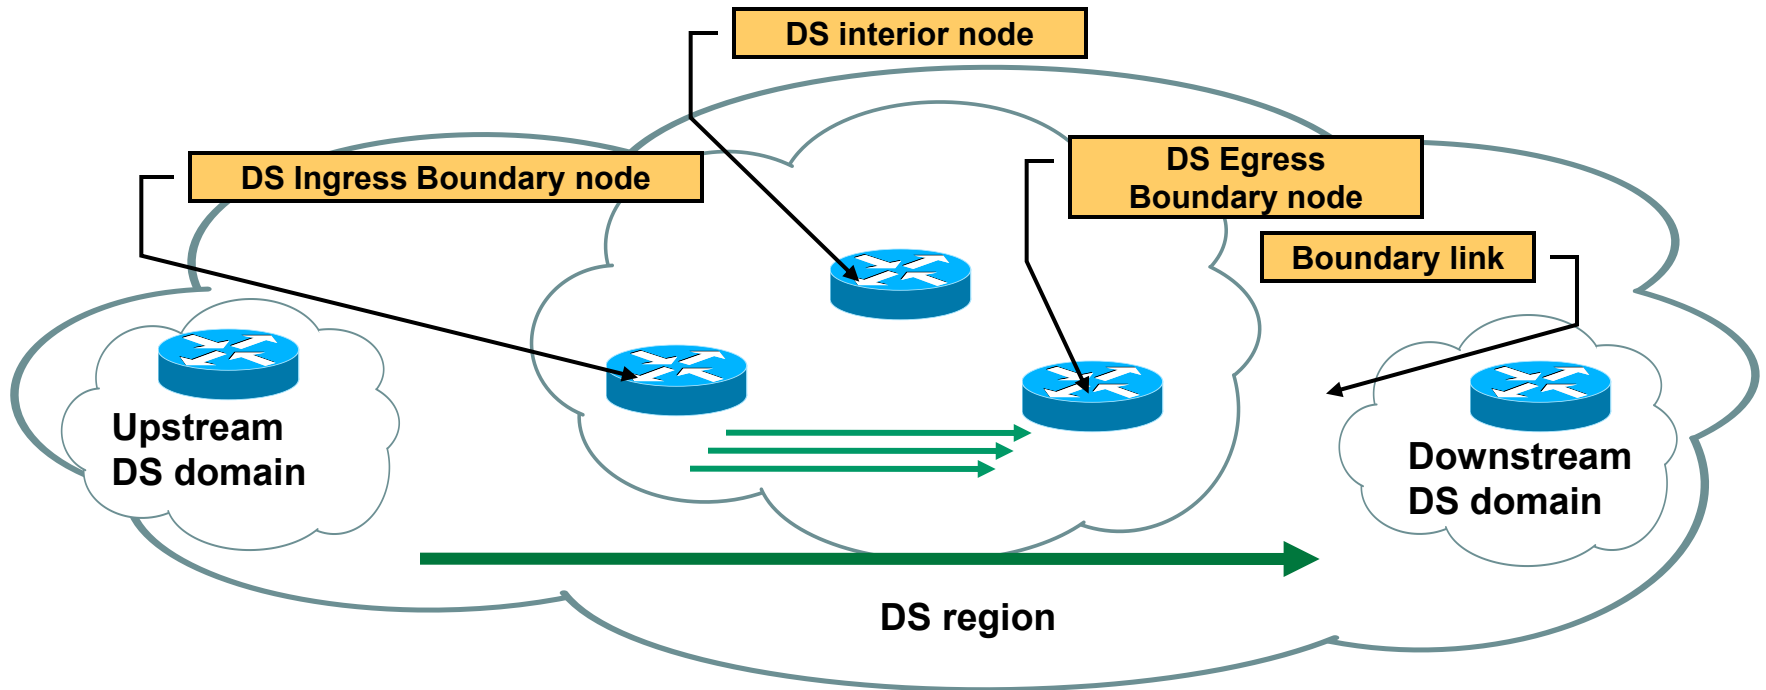 DS interior node
DS Ingress Boundary node
DS Egress
Boundary node
Boundary link
Upstream
DS domain
Downstream
DS domain
DS region